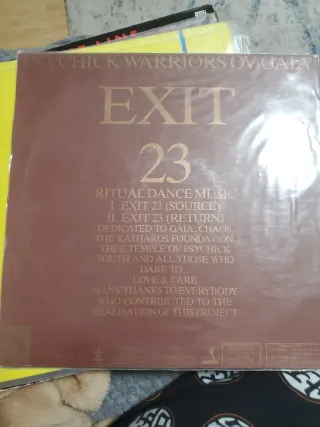 PSYCHICK WARRIORS OV GAIA
EXIT
23
RITUAL DANCE MUSIC
I EXIT 23 (SOURCE)
II EXIT 23 (RETURN)
DEDICATED TO GAIA, CHAOS,
THE KATHAROS FOUNDATION,
THEE TEMPLE OV PSYCHICK
YOUTH AND ALL THOSE WHO
DARE TO
LOVE & CARE
MANY THANKS TO EVERYBODY
WHO CONTRIBUTED TO THE
REALISATION OF THIS PROJECT